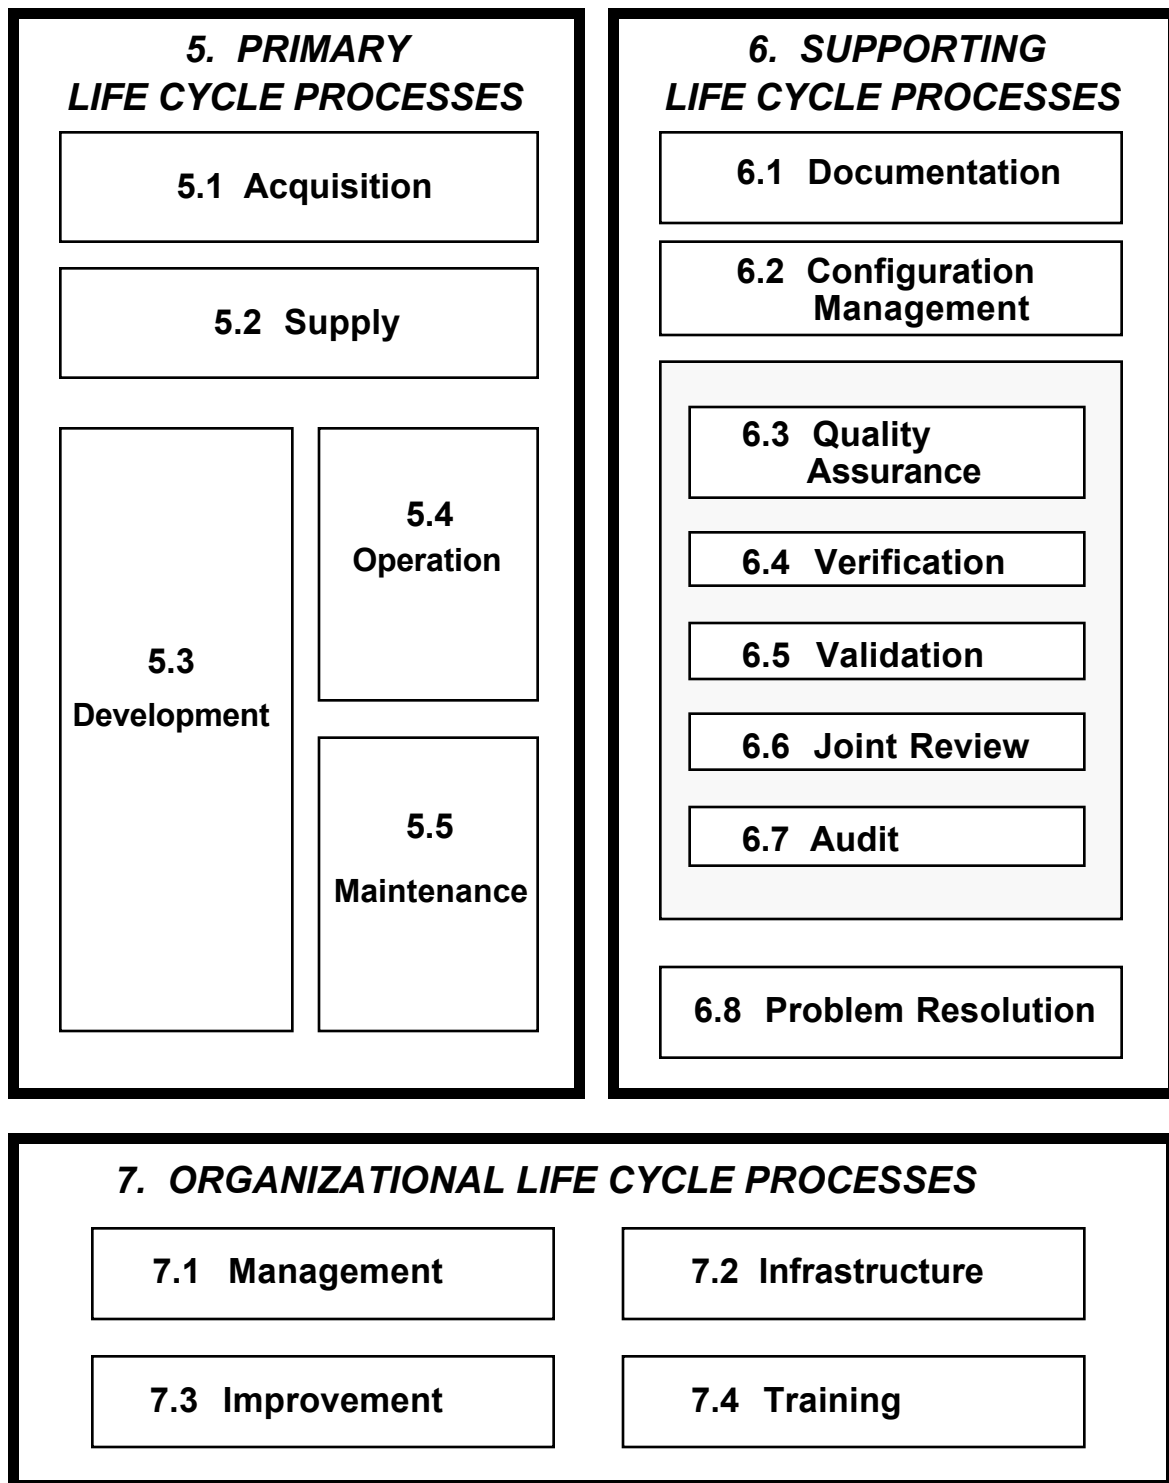 5. PRIMARY
LIFE CYCLE PROCESSES
5.1 Acquisition
5.2 Supply
5.3
Development
5.4
Operation
5.5
Maintenance
6. SUPPORTING
LIFE CYCLE PROCESSES
6.1 Documentation
6.2 Configuration
Management
6.3 Quality
Assurance
6.4 Verification
6.5 Validation
6.6 Joint Review
6.7 Audit
6.8 Problem Resolution
7. ORGANIZATIONAL LIFE CYCLE PROCESSES
7.1 Management
7.2 Infrastructure
7.3 Improvement
7.4 Training